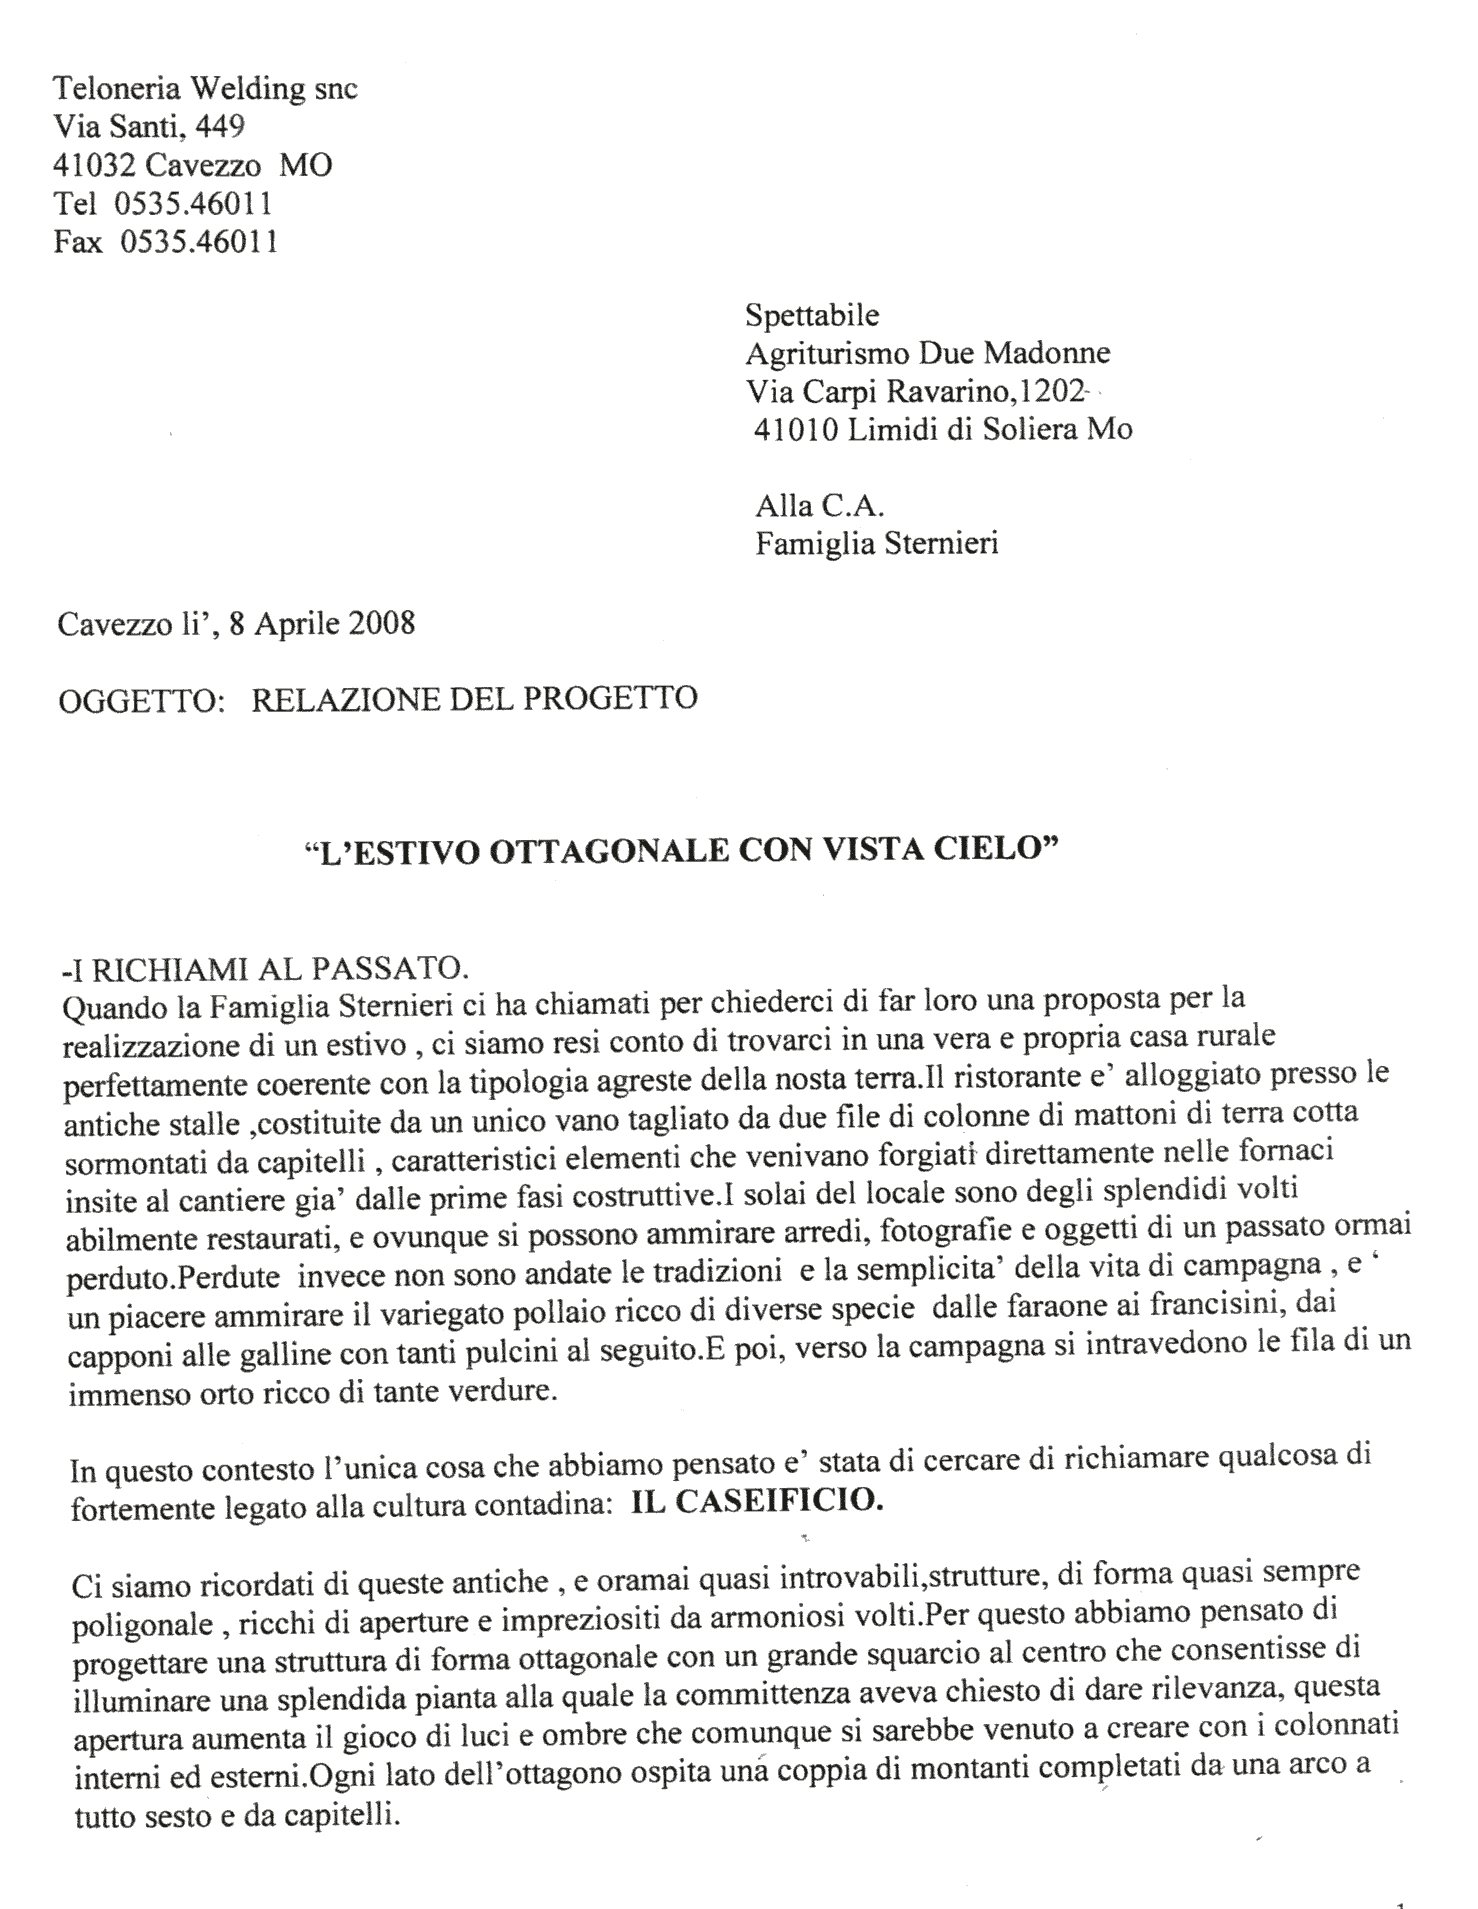 Teloneria Welding snc
Via Santi, 449
41032 Cavezzo  MO
Tel  0535.46011
Fax  0535.46011
Spettabile
Agriturismo Due Madonne
Via Carpi Ravarino,1202
41010 Limidi di Soliera Mo
Alla C.A.
Famiglia Sternieri
Cavezzo li’, 8 Aprile 2008
OGGETTO:   RELAZIONE DEL PROGETTO
“L’ESTIVO OTTAGONALE CON VISTA CIELO”
-I RICHIAMI AL PASSATO.
Quando la Famiglia Sternieri ci ha chiamati per chiederci di far loro una proposta per la
realizzazione di un estivo , ci siamo resi conto di trovarci in una vera e propria casa rurale
perfettamente coerente con la tipologia agreste della nosta terra.Il ristorante e’ alloggiato presso le
antiche stalle ,costituite da un unico vano tagliato da due file di colonne di mattoni di terra cotta
sormontati da capitelli , caratteristici elementi che venivano forgiati direttamente nelle fornaci
insite al cantiere gia’ dalle prime fasi costruttive.I solai del locale sono degli splendidi volti
abilmente restaurati, e ovunque si possono ammirare arredi, fotografie e oggetti di un passato ormai
perduto.Perdute  invece non sono andate le tradizioni  e la semplicita’ della vita di campagna , e ‘
un piacere ammirare il variegato pollaio ricco di diverse specie  dalle faraone ai francisini, dai
capponi alle galline con tanti pulcini al seguito.E poi, verso la campagna si intravedono le fila di un
immenso orto ricco di tante verdure.
In questo contesto l’unica cosa che abbiamo pensato e’ stata di cercare di richiamare qualcosa di
fortemente legato alla cultura contadina:  IL CASEIFICIO.
Ci siamo ricordati di queste antiche , e oramai quasi introvabili,strutture, di forma quasi sempre
poligonale , ricchi di aperture e impreziositi da armoniosi volti.Per questo abbiamo pensato di
progettare una struttura di forma ottagonale con un grande squarcio al centro che consentisse di
illuminare una splendida pianta alla quale la committenza aveva chiesto di dare rilevanza, questa
apertura aumenta il gioco di luci e ombre che comunque si sarebbe venuto a creare con i colonnati
interni ed esterni.Ogni lato dell’ottagono ospita una coppia di montanti completati da una arco a
tutto sesto e da capitelli.
1